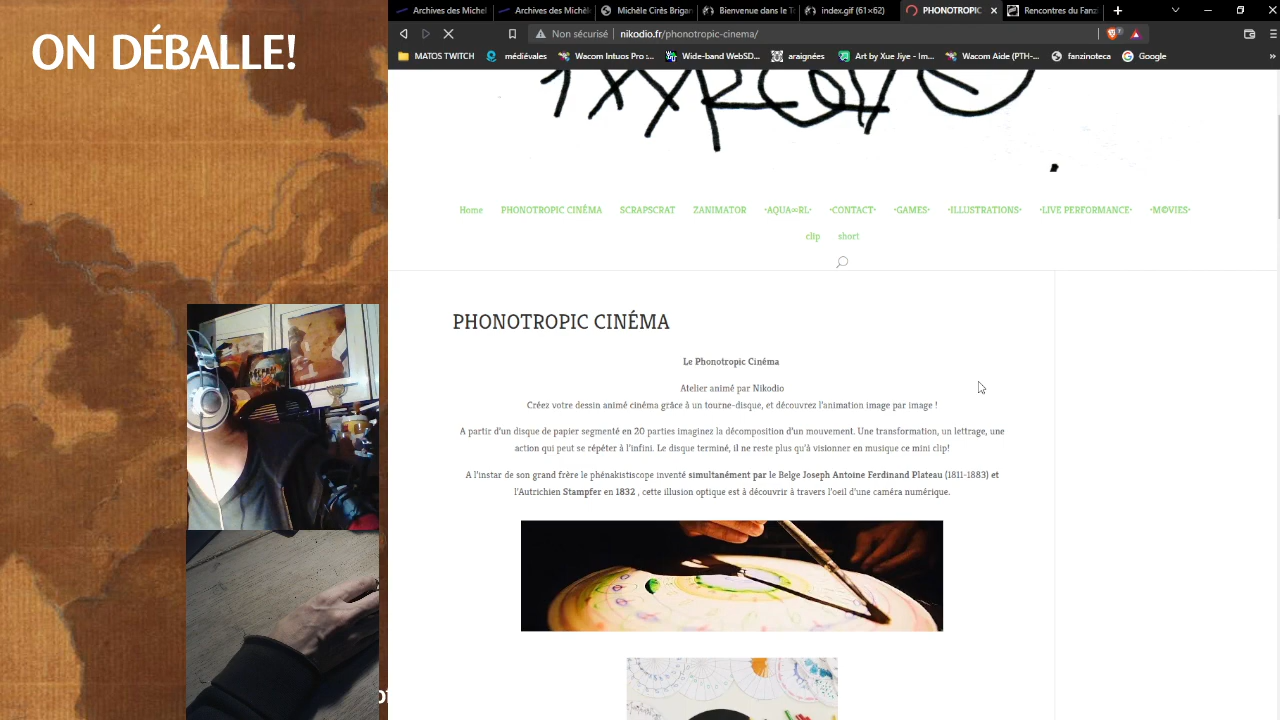 ON DÉBALLE!
Archives des Michel
Archives des Michèl
Michèle Cirès Brigan
Bienvenue dans le T
index.gif (61×62)
PHONOTROPIC
Rencontres du Fanz
Non sécurisé
nikodio.fr/phonotropic-cinema/
MATOS TWITCH
médiévales
Wacom Intuos Pro :...
Wide-band WebSD...
araignées
Art by Xue Jiye - Im...
Wacom Aide (PTH-...
fanzinoteca
Google
Home
PHONOTROPIC CINÉMA
SCRAPSCRAT
ZANIMATOR
•AQUA∞RL•
•CONTACT•
•GAMES•
•ILLUSTRATIONS•
•LIVE PERFORMANCE•
•M©VIES•
clip
short
PHONOTROPIC CINÉMA
Le Phonotropic Cinéma
Atelier animé par Nikodio
Créez votre dessin animé cinéma grâce à un tourne-disque, et découvrez l'animation image par image !
A partir d'un disque de papier segmenté en 20 parties imaginez la décomposition d'un mouvement. Une transformation, un lettrage, une
action qui peut se répéter à l'infini. Le disque terminé, il ne reste plus qu'à visionner en musique ce mini clip!
A l'instar de son grand frère le phénakistiscope inventé simultanément par le Belge Joseph Antoine Ferdinand Plateau (1811-1883) et
l'Autrichien Stampfer en 1832 , cette illusion optique est à découvrir à travers l'oeil d'une caméra numérique.